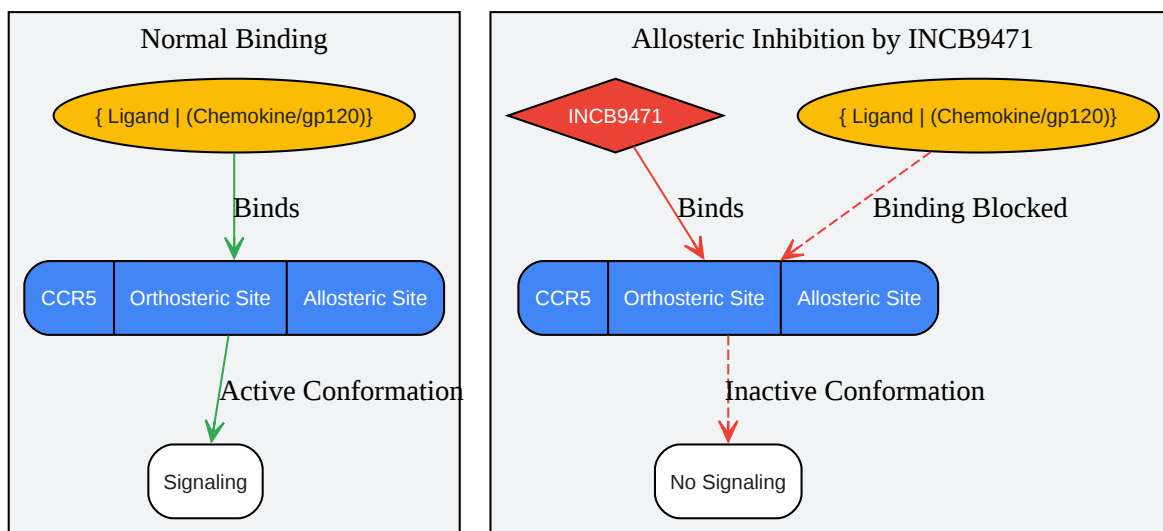 Normal Binding
{ Ligand | (Chemokine/gp120)}
Binds
CCR5 Orthosteric Site Allosteric Site
Active Conformation
Signaling
Allosteric Inhibition by INCB9471
INCB9471
{ Ligand | (Chemokine/gp120)}
Binds
Binding Blocked
CCR5 Orthosteric Site Allosteric Site
Inactive Conformation
No Signaling